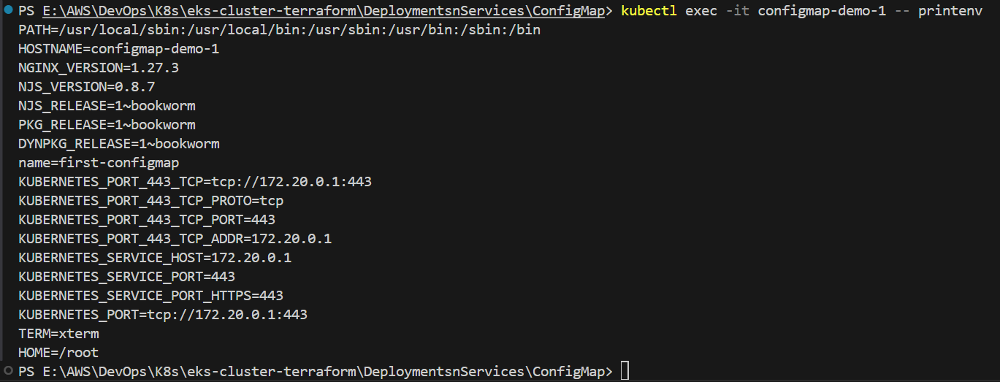 PS E:\AWS\DevOps\K8s\eks-cluster-terraform\DeploymentsnServices\ConfigMap> kubectl exec -it configmap-demo-1 -- printenv
PATH=/usr/local/sbin:/usr/local/bin:/usr/sbin:/usr/bin:/sbin:/bin
HOSTNAME=configmap-demo-1
NGINX_VERSION=1.27.3
NJS_VERSION=0.8.7
NJS_RELEASE=1~bookworm
PKG_RELEASE=1~bookworm
DYNPKG_RELEASE=1~bookworm
name=first-configmap
KUBERNETES_PORT_443_TCP=tcp://172.20.0.1:443
KUBERNETES_PORT_443_TCP_PROTO=tcp
KUBERNETES_PORT_443_TCP_PORT=443
KUBERNETES_PORT_443_TCP_ADDR=172.20.0.1
KUBERNETES_SERVICE_HOST=172.20.0.1
KUBERNETES_SERVICE_PORT=443
KUBERNETES_SERVICE_PORT_HTTPS=443
KUBERNETES_PORT=tcp://172.20.0.1:443
TERM=xterm
HOME=/root
PS E:\AWS\DevOps\K8s\eks-cluster-terraform\DeploymentsnServices\ConfigMap>